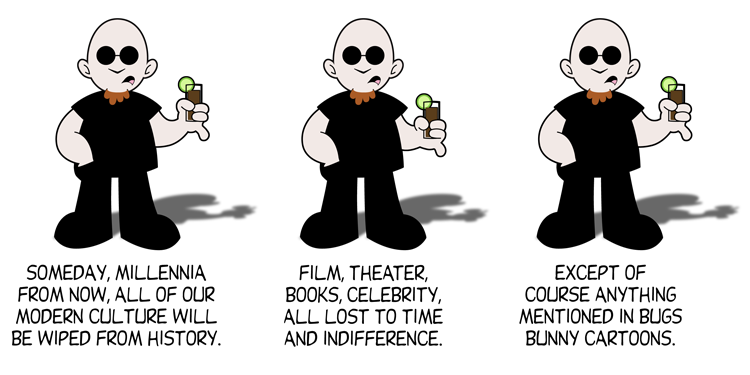 SOMEDAY, MILLENNIA
FROM NOW, ALL OF OUR
MODERN CULTURE WILL
BE WIPED FROM HISTORY.
FILM, THEATER,
BOOKS, CELEBRITY,
ALL LOST TO TIME
AND INDIFFERENCE.
EXCEPT OF
COURSE ANYTHING
MENTIONED IN BUGS
BUNNY CARTOONS.